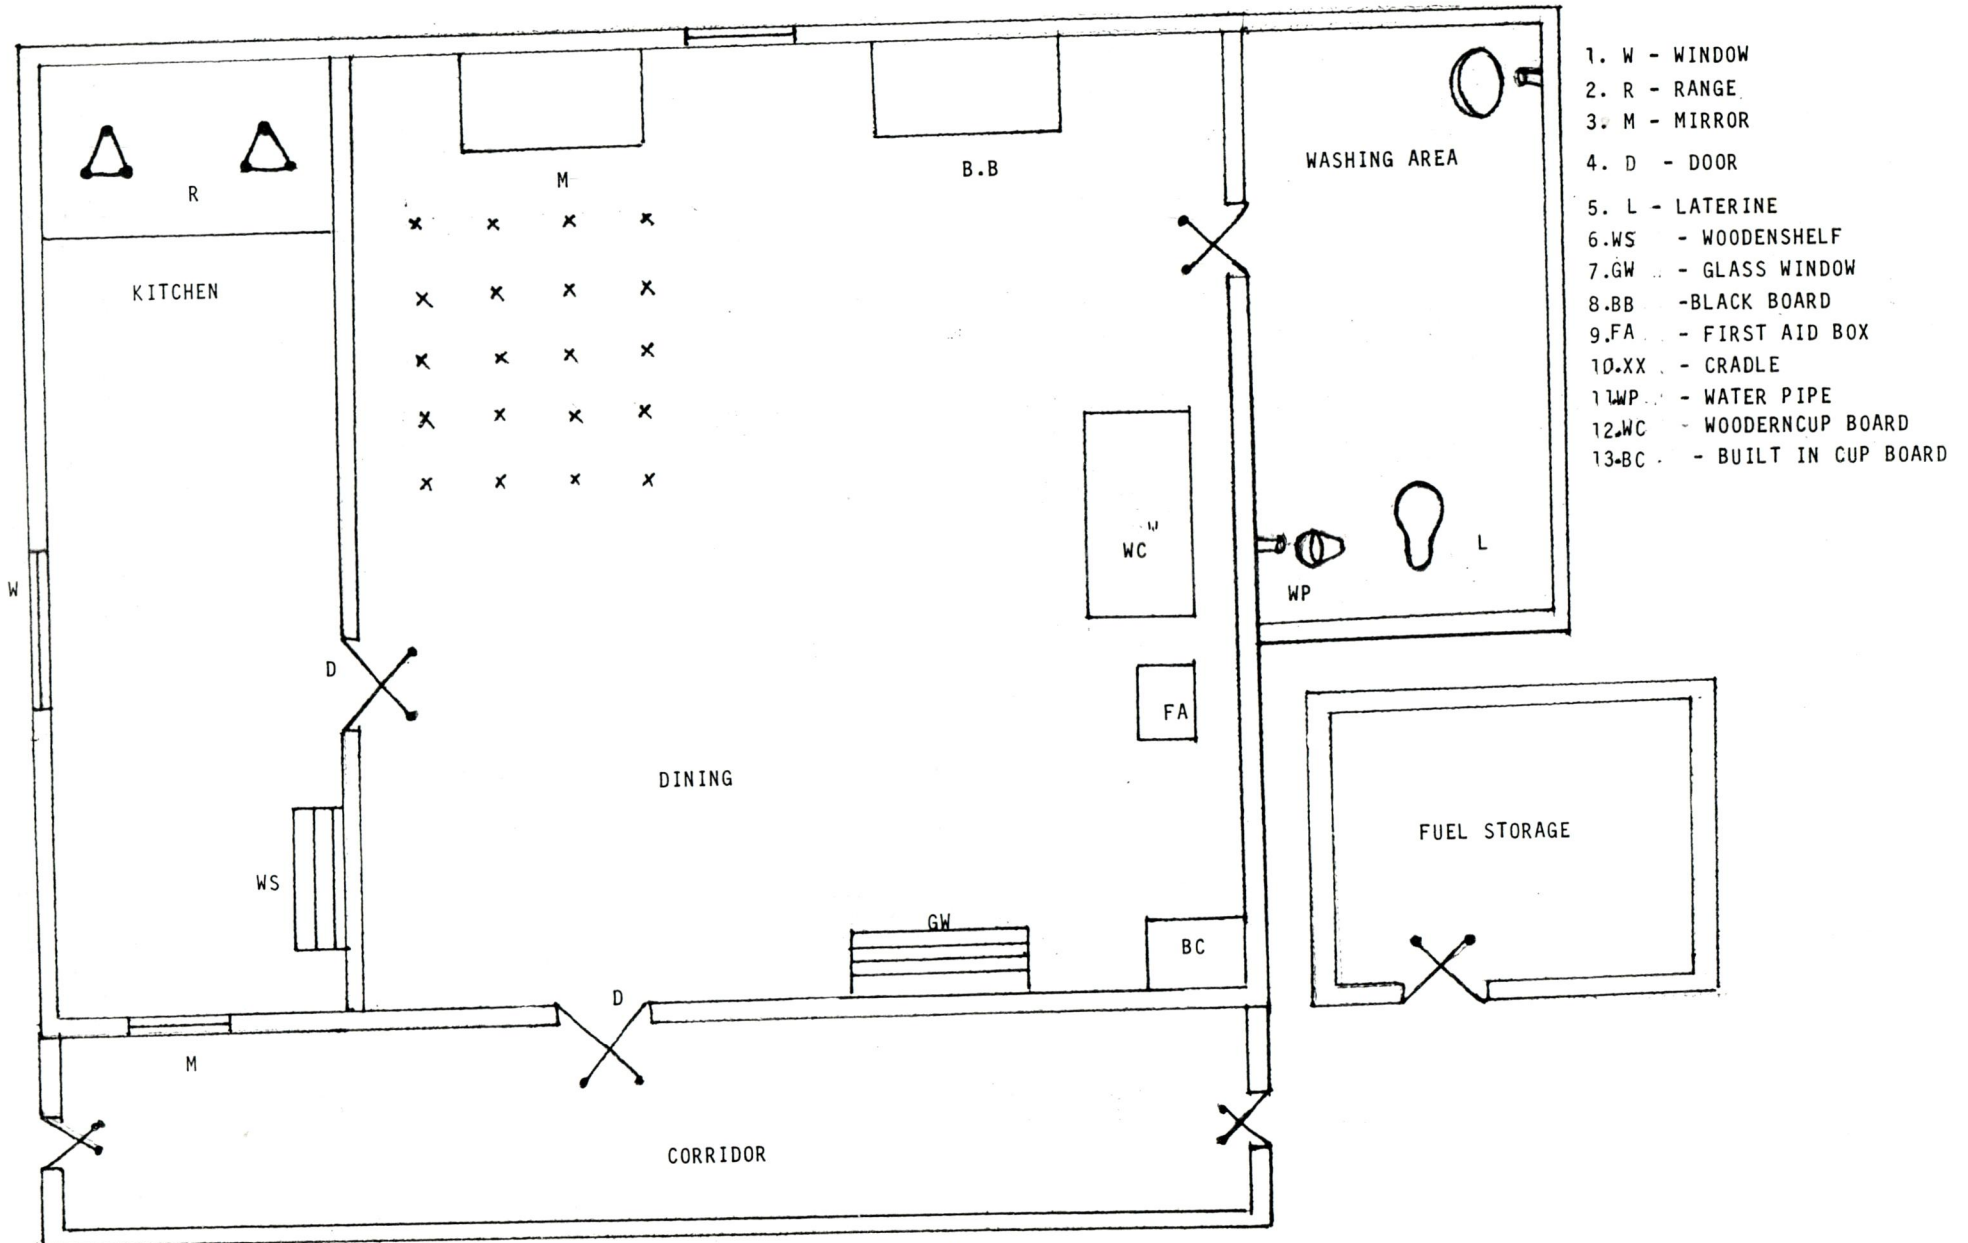 1. W - WINDOW
2. R - RANGE
3. M - MIRROR
4. D - DOOR
5. L - LATERINE
6.WS - WOODENSHELF
7.GW - GLASS WINDOW
8.BB -BLACK BOARD
9.FA - FIRST AID BOX
10.XX - CRADLE
11.WP - WATER PIPE
12.WC - WOODERNCUP BOARD
13.BC - BUILT IN CUP BOARD
R
M
B.B
WASHING AREA
KITCHEN
W
WC
W
L
WP
D
FA
DINING
FUEL STORAGE
WS
GW
BC
D
M
CORRIDOR